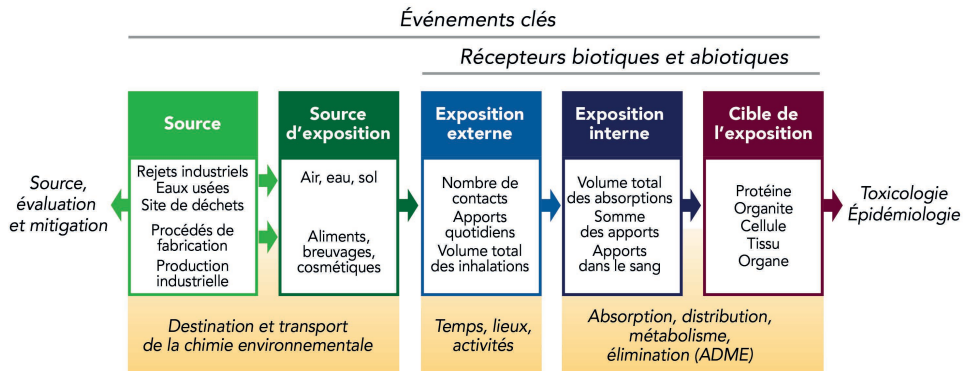 Événements clés
Récepteurs biotiques et abiotiques
Source, 
évaluation
et mitigation
Source
Rejets industriels
Eaux usées
Site de déchets
Procédés de
fabrication
Production
industrielle
Source
d'exposition
Air, eau, sol
Aliments,
breuvages,
cosmétiques
Exposition
externe
Nombre de
contacts
Apports
quotidiens
Volume total
des inhalations
Exposition
interne
Volume total
des absorptions
Somme
des apports
Apports
dans le sang
Cible de
l'exposition
Protéine
Organite
Cellule
Tissu
Organe
Toxicologie
Épidémiologie
Destination et transport
de la chimie environnementale
Temps, lieux,
activités
Absorption, distribution,
métabolisme,
élimination (ADME)